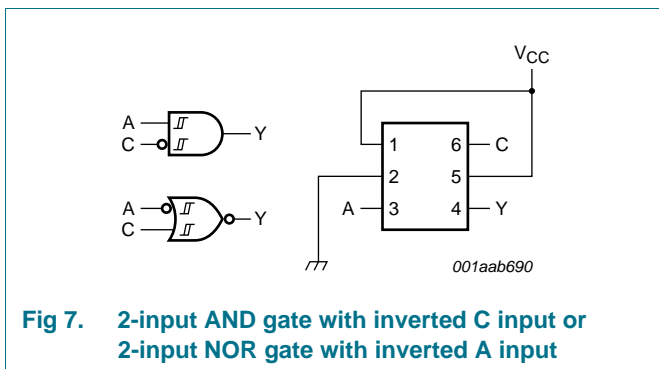 VCC
A
C
Y
A
C
Y
1
6
C
2
5
A
3
4
Y
001aab690
Fig 7. 2-input AND gate with inverted C input or
2-input NOR gate with inverted A input